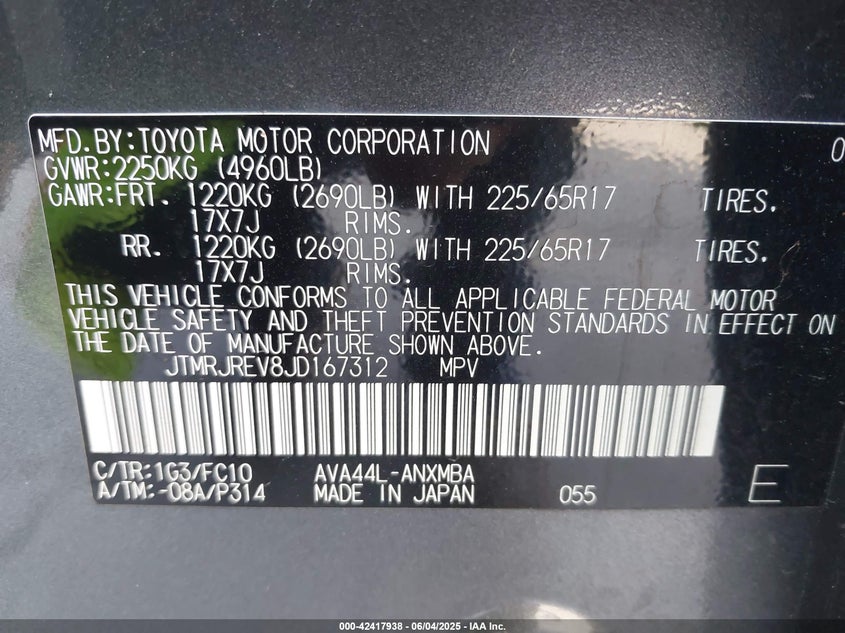 MFD.BY:TOYOTA MOTOR CORPORATION 0
GVWR:2250KG (4960LB)
GAWR:FRT. 1220KG (2690LB) WITH 225/65R17 TIRES.
17X7J RIMS.
RR. 1220KG (2690LB) WITH 225/65R17 TIRES.
17X7J RIMS.
THIS VEHICLE CONFORMS TO ALL APPLICABLE FEDERAL MOTOR
VEHICLE SAFETY AND THEFT PREVENTION STANDARDS IN EFFECT ON
THE DATE OF MANUFACTURE SHOWN ABOVE.
JTMRJREV8JD167312 MPV
C/TR:1G3/FC10 AVA44L-ANXMBA
A/TM:-08A/P314 MADE IN JAPAN 055 E
000-42417938 - 06/04/2025 - IAA Inc.